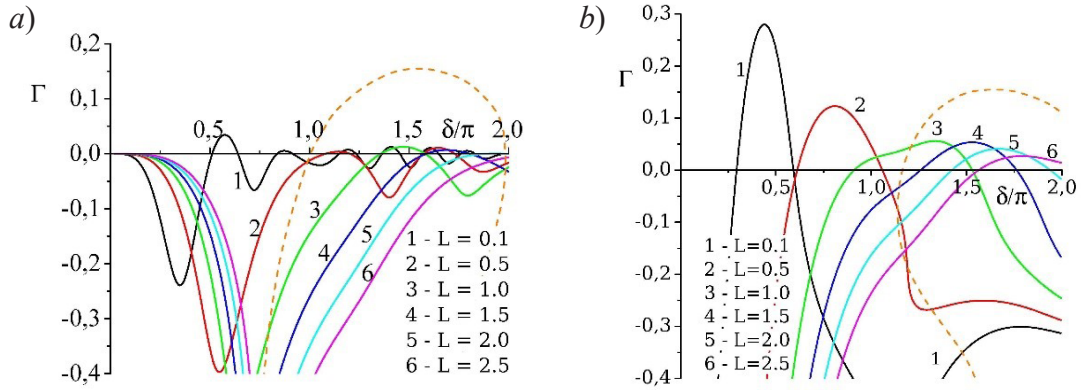 a)
0,2
Γ
0,1
0,5
1,0
1,5
δ/π
2,0
0,0
1
-0,1
2
3
4
5
6
-0,2
-0,3
-0,4
1 - L = 0.1
2 - L = 0.5
3 - L = 1.0
4 - L = 1.5
5 - L = 2.0
6 - L = 2.5
b)
0,3
1
0,2
Γ
2
0,1
3
4
5
6
0,0
0,5
1,0
1,5
δ/π
2,0
-0,1
-0,2
-0,3
-0,4
1 - L=0.1
2 - L=0.5
3 - L=1.0
4 - L=1.5
5 - L=2.0
6 - L=2.5
1